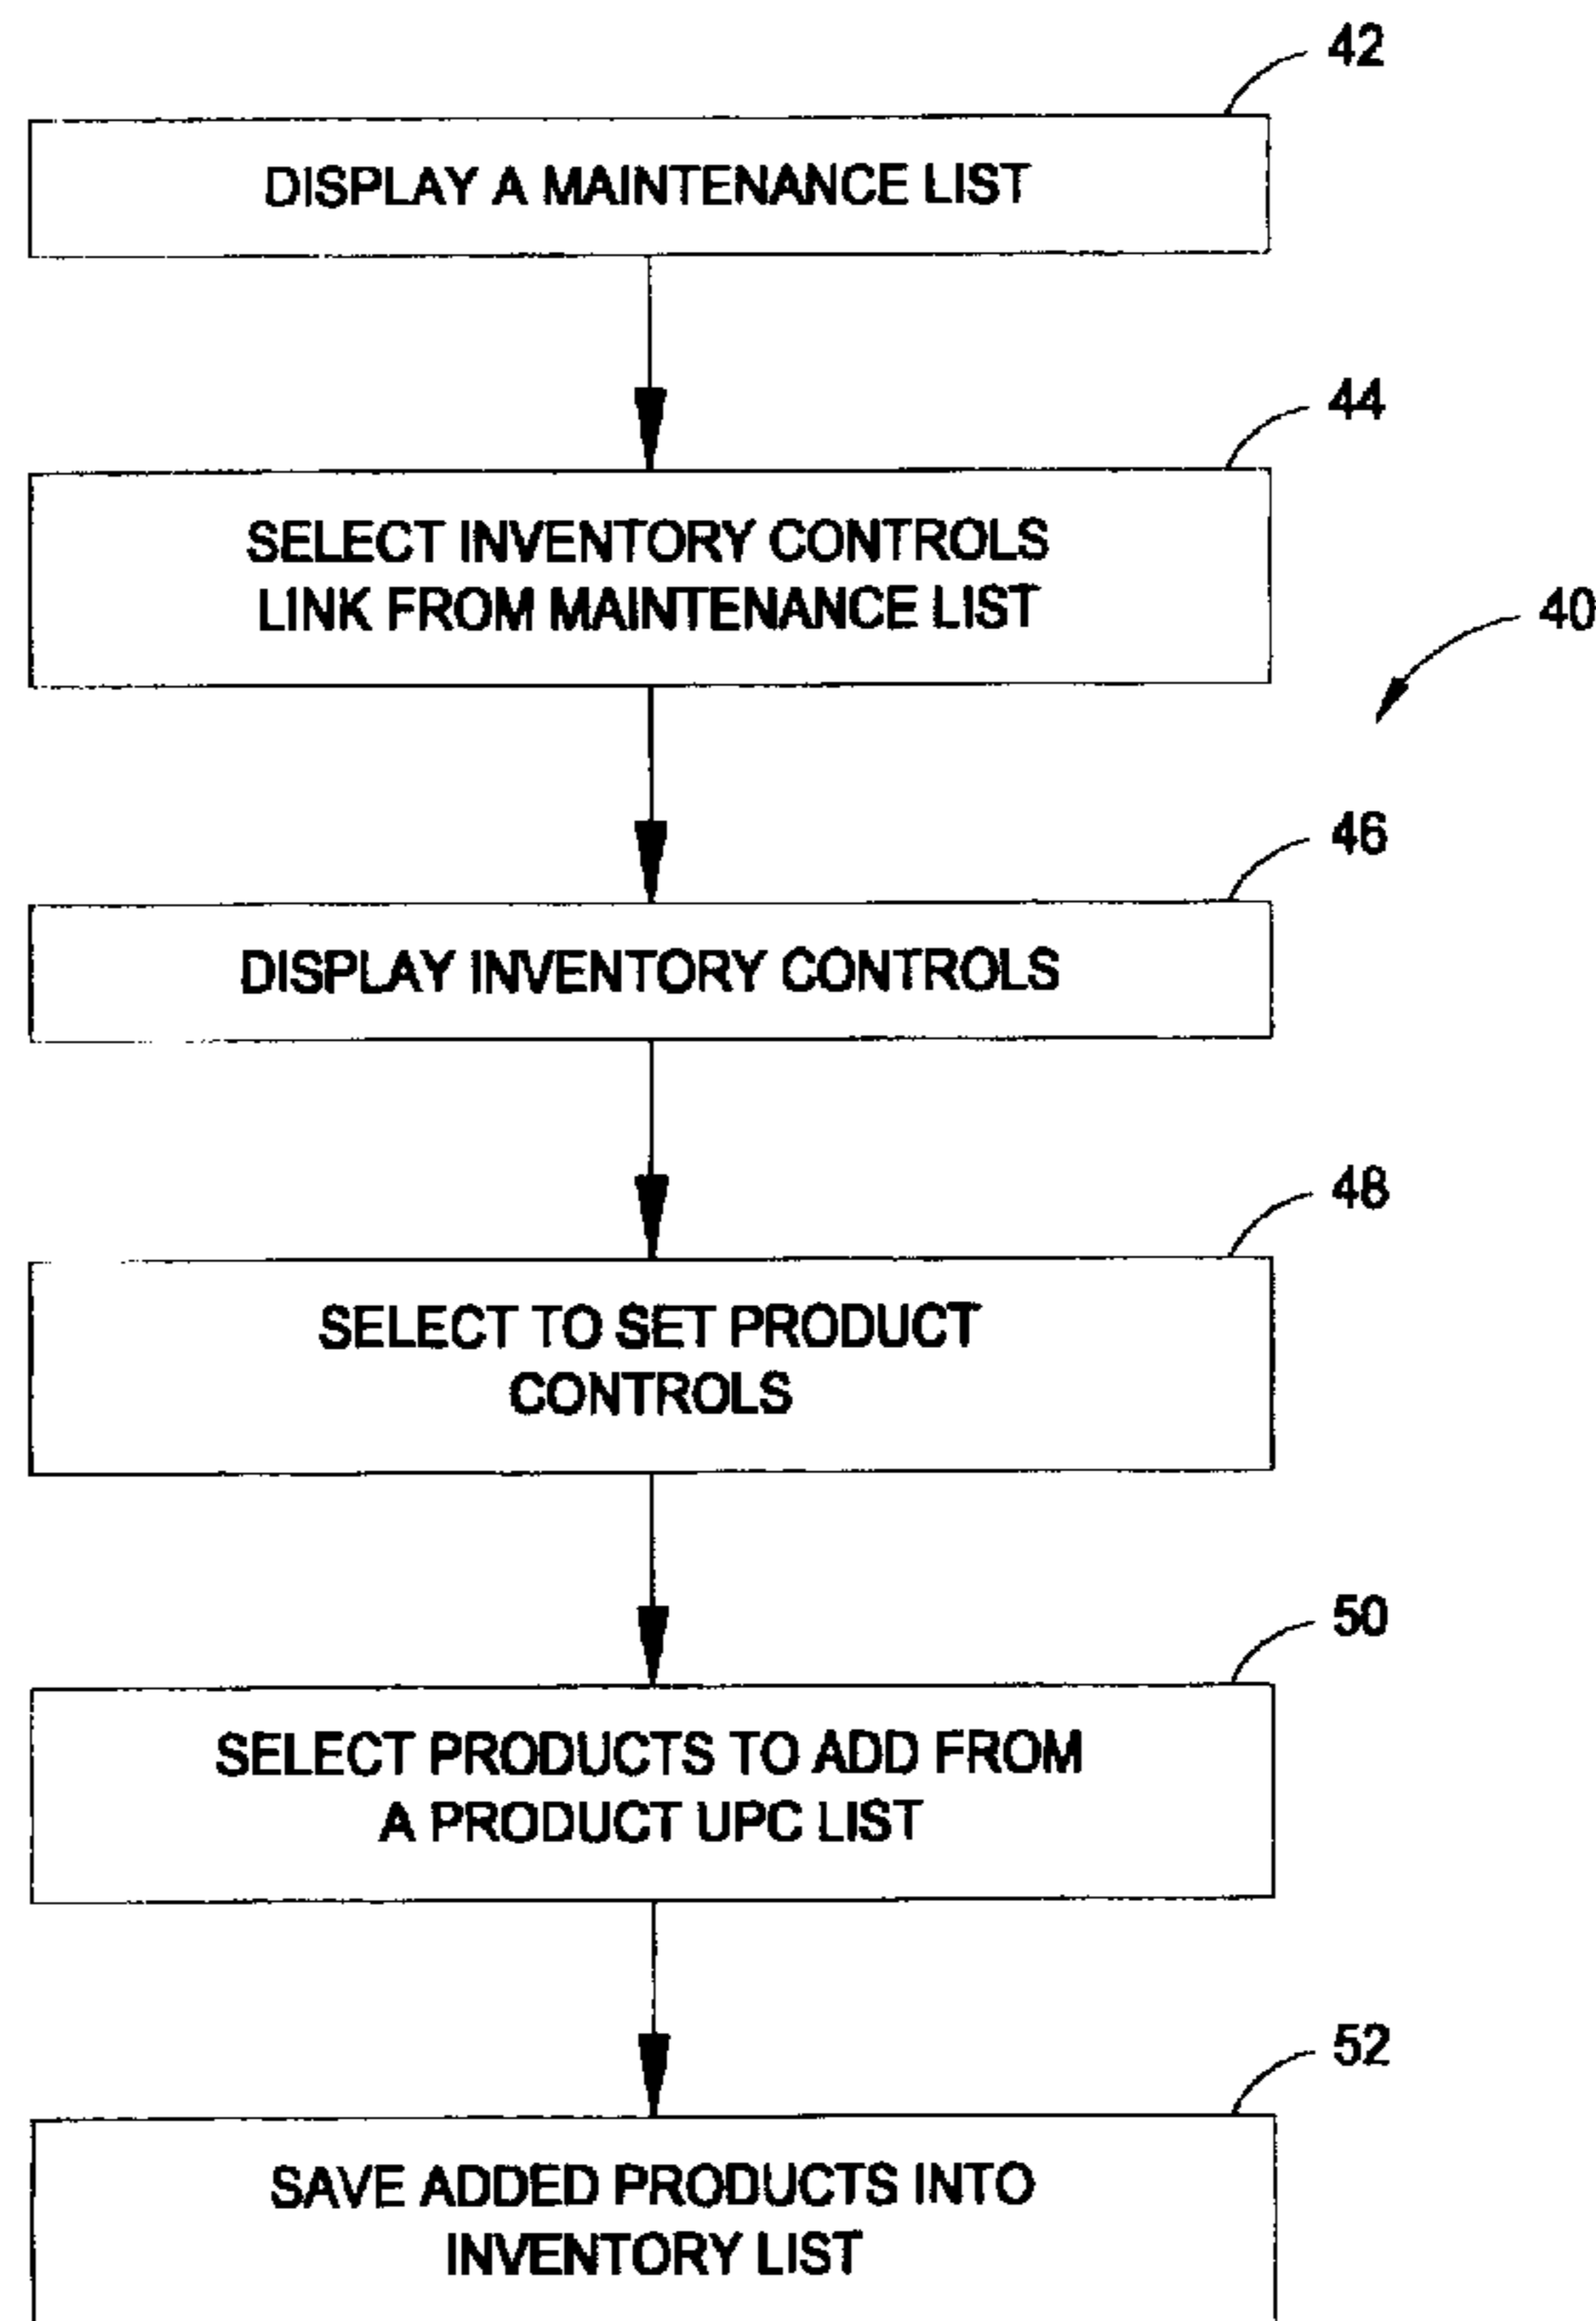 42
DISPLAY A MAINTENANCE LIST
44
SELECT INVENTORY CONTROLS
LINK FROM MAINTENANCE LIST
40
46
DISPLAY INVENTORY CONTROLS
48
SELECT TO SET PRODUCT
CONTROLS
50
SELECT PRODUCTS TO ADD FROM
A PRODUCT UPC LIST
52
SAVE ADDED PRODUCTS INTO
INVENTORY LIST